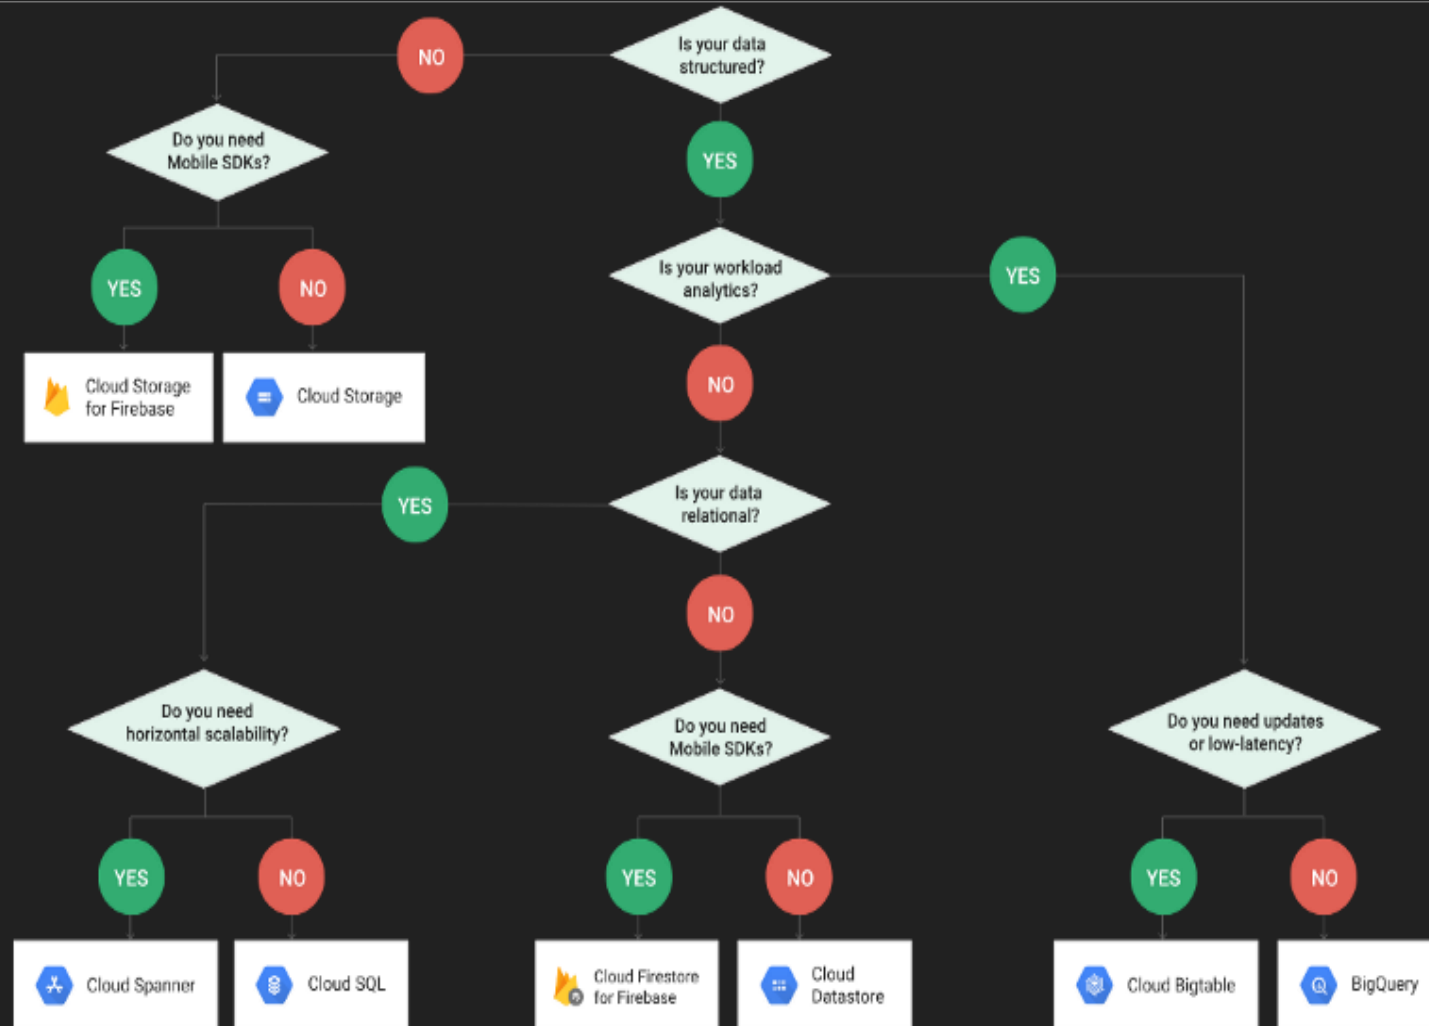 Is your data
structured?
NO
Do you need
Mobile SDKs?
YES
Is your workload
analytics?
YES
YES
NO
Cloud Storage
for Firebase
Cloud Storage
NO
Is your data
relational?
YES
NO
Do you need
horizontal scalability?
Do you need
Mobile SDKs?
Do you need updates
or low-latency?
YES
NO
YES
NO
YES
NO
Cloud Spanner
Cloud SQL
Cloud Firestore
for Firebase
Cloud
Datastore
Cloud Bigtable
BigQuery